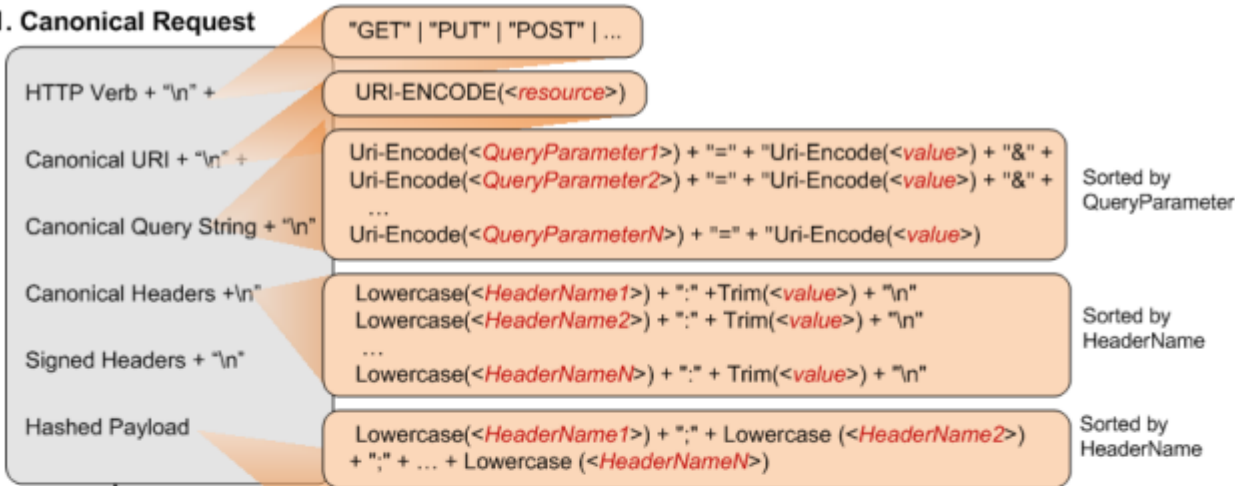 1. Canonical Request
"GET" | "PUT" | "POST" | ...
HTTP Verb + "\n" +
URI-ENCODE(<resource>)
Canonical URI + "\n" +
Uri-Encode(<QueryParameter1>) + "=" + "Uri-Encode(<value>) + "&" +
Uri-Encode(<QueryParameter2>) + "=" + "Uri-Encode(<value>) + "&" +
...
Uri-Encode(<QueryParameterN>) + "=" + "Uri-Encode(<value>)
Sorted by
QueryParameter
Canonical Query String + "\n"
Canonical Headers +\n"
Lowercase(<HeaderName1>) + ":" +Trim(<value>) + "\n"
Lowercase(<HeaderName2>) + ":" + Trim(<value>) + "\n"
...
Lowercase(<HeaderNameN>) + ":" + Trim(<value>) + "\n"
Sorted by
HeaderName
Signed Headers + "\n"
Hashed Payload
Lowercase(<HeaderName1>) + ";" + Lowercase (<HeaderName2>)
+ ";" + ... + Lowercase (<HeaderNameN>)
Sorted by
HeaderName